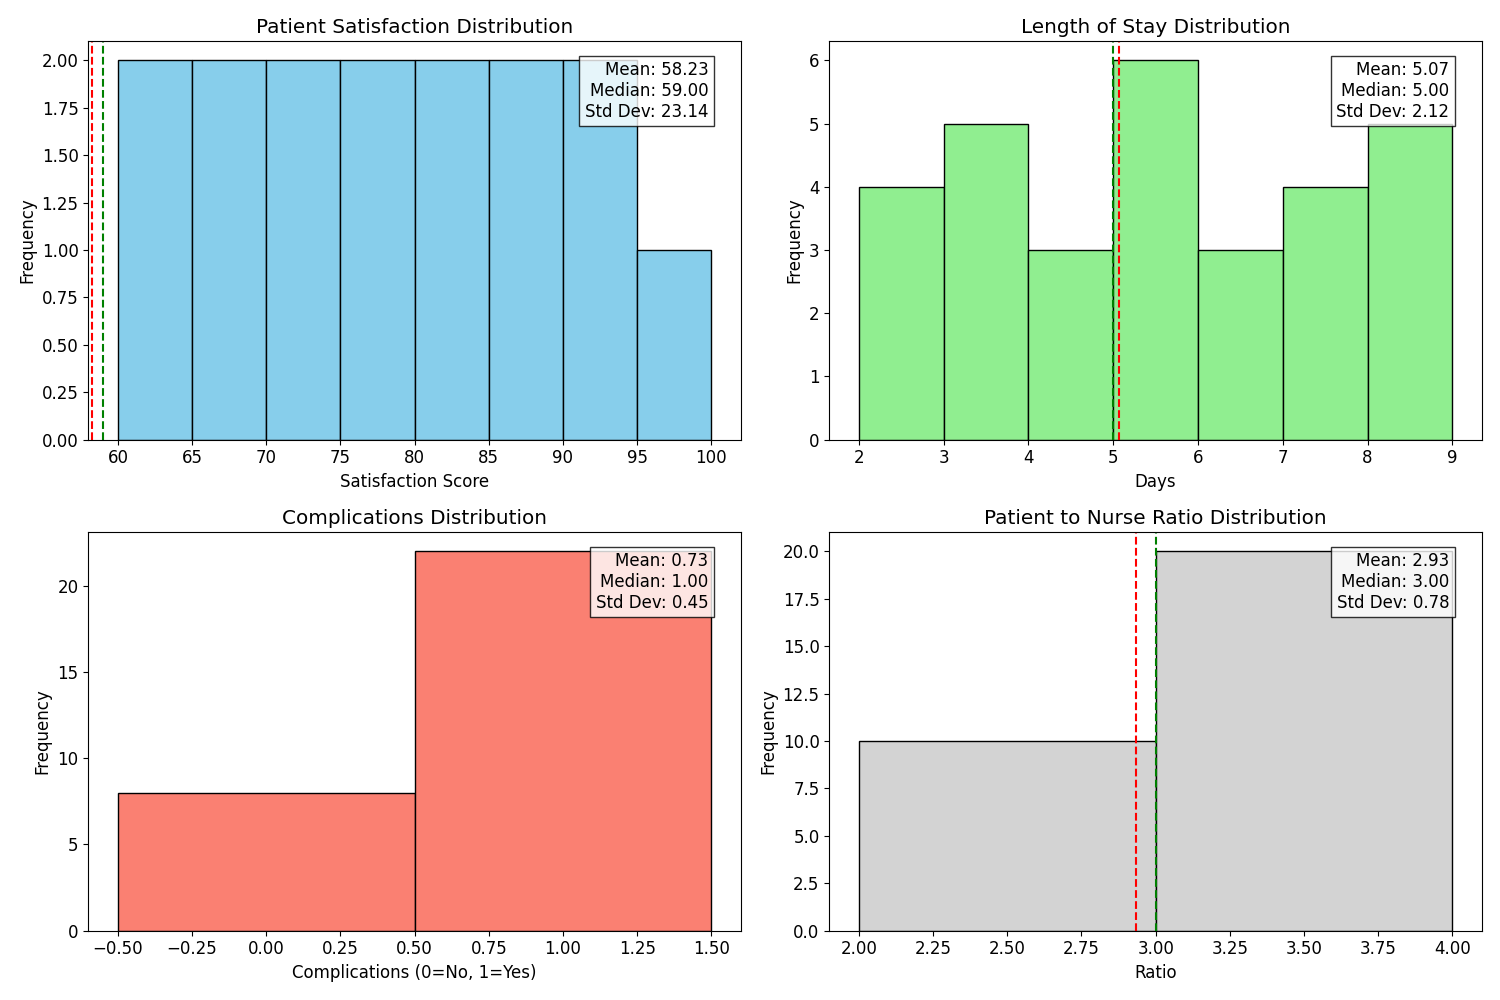 Patient Satisfaction Distribution
2.00
1.75
1.50
1.25
1.00
0.75
0.50
0.25
0.00
Frequency
Mean: 58.23
Median: 59.00
Std Dev: 23.14
60 65 70 75 80 85 90 95 100
Satisfaction Score
Length of Stay Distribution
6
5
4
3
2
1
0
Frequency
Mean: 5.07
Median: 5.00
Std Dev: 2.12
2 3 4 5 6 7 8 9
Days
Complications Distribution
20
15
10
5
0
Frequency
Mean: 0.73
Median: 1.00
Std Dev: 0.45
−0.50 −0.25 0.00 0.25 0.50 0.75 1.00 1.25 1.50
Complications (0=No, 1=Yes)
Patient to Nurse Ratio Distribution
20.0
17.5
15.0
12.5
10.0
7.5
5.0
2.5
0.0
Frequency
Mean: 2.93
Median: 3.00
Std Dev: 0.78
2.00 2.25 2.50 2.75 3.00 3.25 3.50 3.75 4.00
Ratio